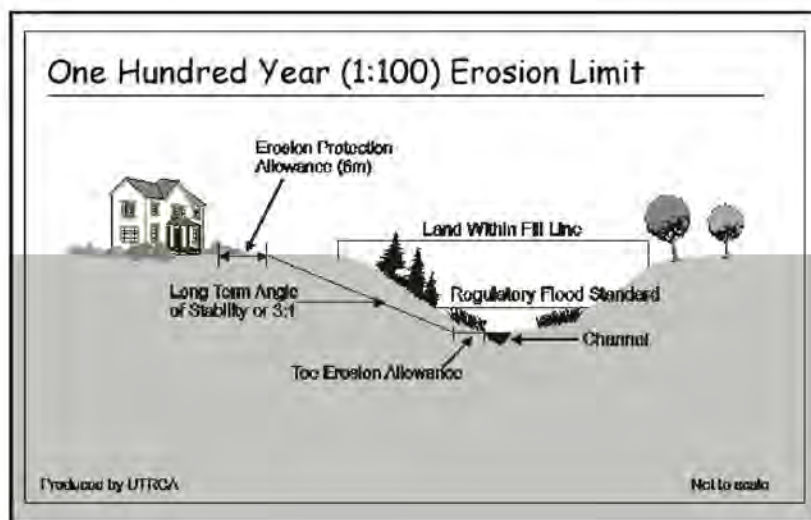 One Hundred Year (1:100) Erosion Limit
Erosion Protection
Allowance (6m)
Land Within Fill Line
Long Term Angle
of Stability or 3:1
Regulatory Flood Standard
Channel
Toe Erosion Allowance
Produced by UTRCA
Not to scale